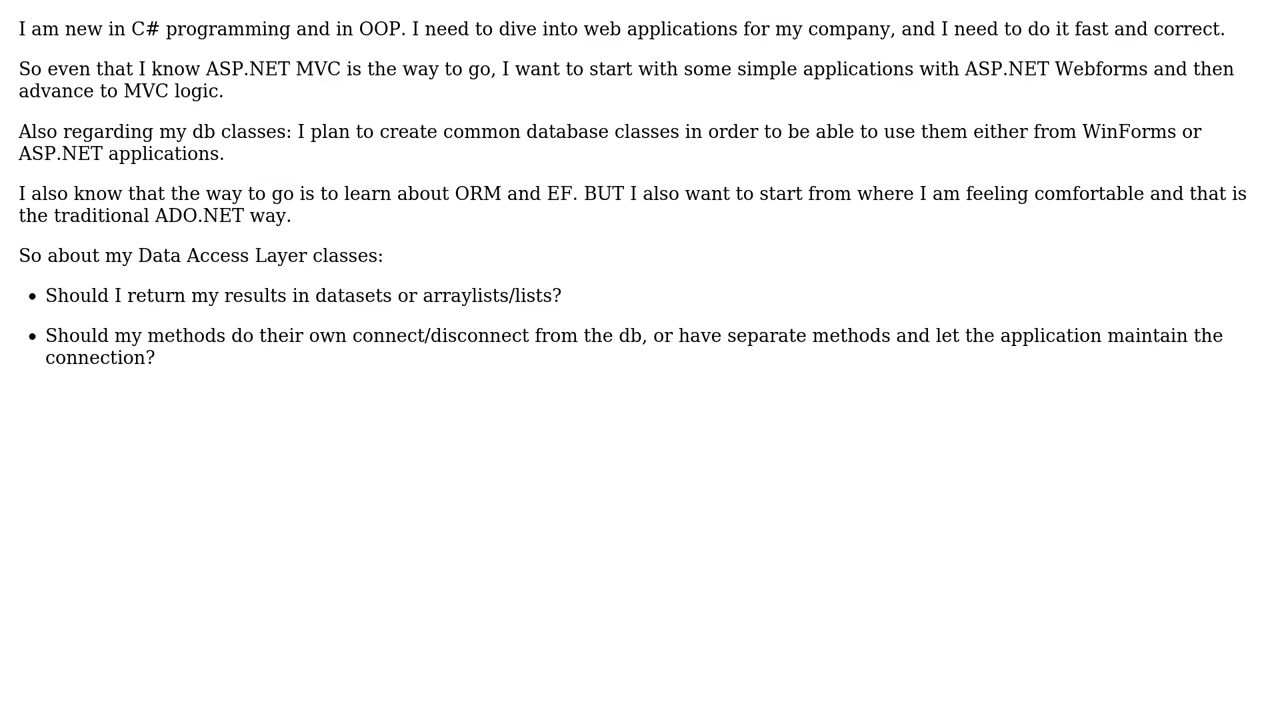 I am new in C# programming and in OOP. I need to dive into web applications for my company, and I need to do it fast and correct.
So even that I know ASP.NET MVC is the way to go, I want to start with some simple applications with ASP.NET Webforms and then
advance to MVC logic.
Also regarding my db classes: I plan to create common database classes in order to be able to use them either from WinForms or
ASP.NET applications.
I also know that the way to go is to learn about ORM and EF. BUT I also want to start from where I am feeling comfortable and that is
the traditional ADO.NET way.
So about my Data Access Layer classes:
• Should I return my results in datasets or arraylists/lists?
• Should my methods do their own connect/disconnect from the db, or have separate methods and let the application maintain the
connection?